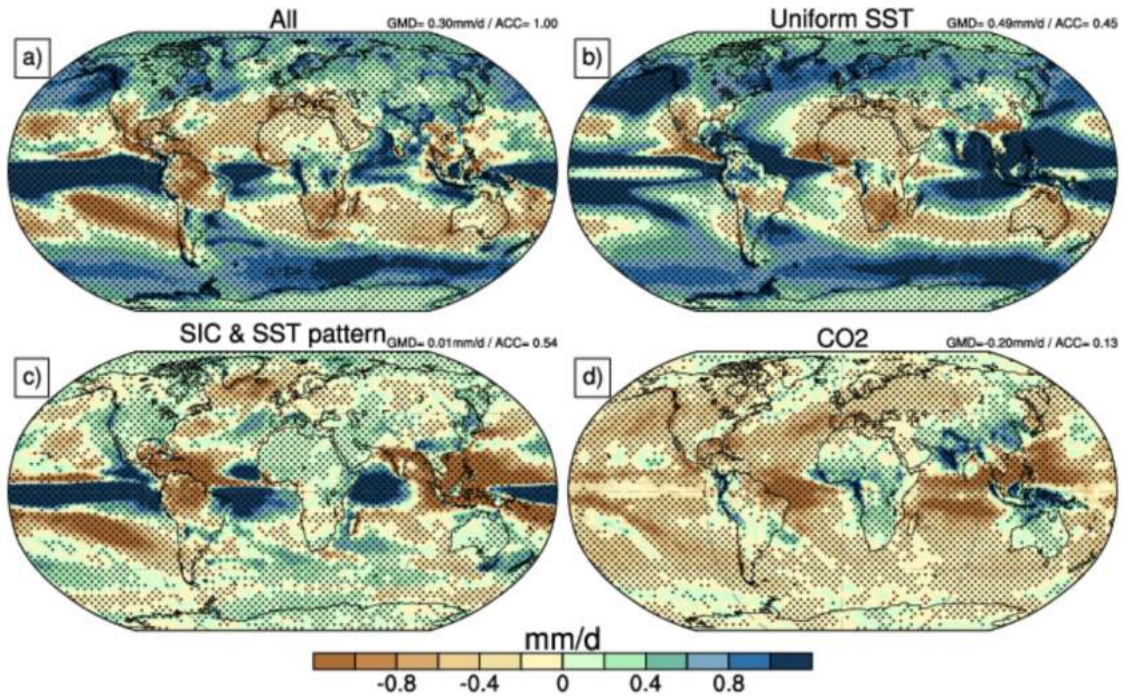 All GMD= 0.30mm/d / ACC= 1.00
Uniform SST GMD= 0.49mm/d / ACC= 0.45
a)
b)
SIC & SST pattern GMD= 0.01mm/d / ACC= 0.54
CO2 GMD=-0.20mm/d / ACC= 0.13
c)
d)
mm/d
-0.8 -0.4 0 0.4 0.8